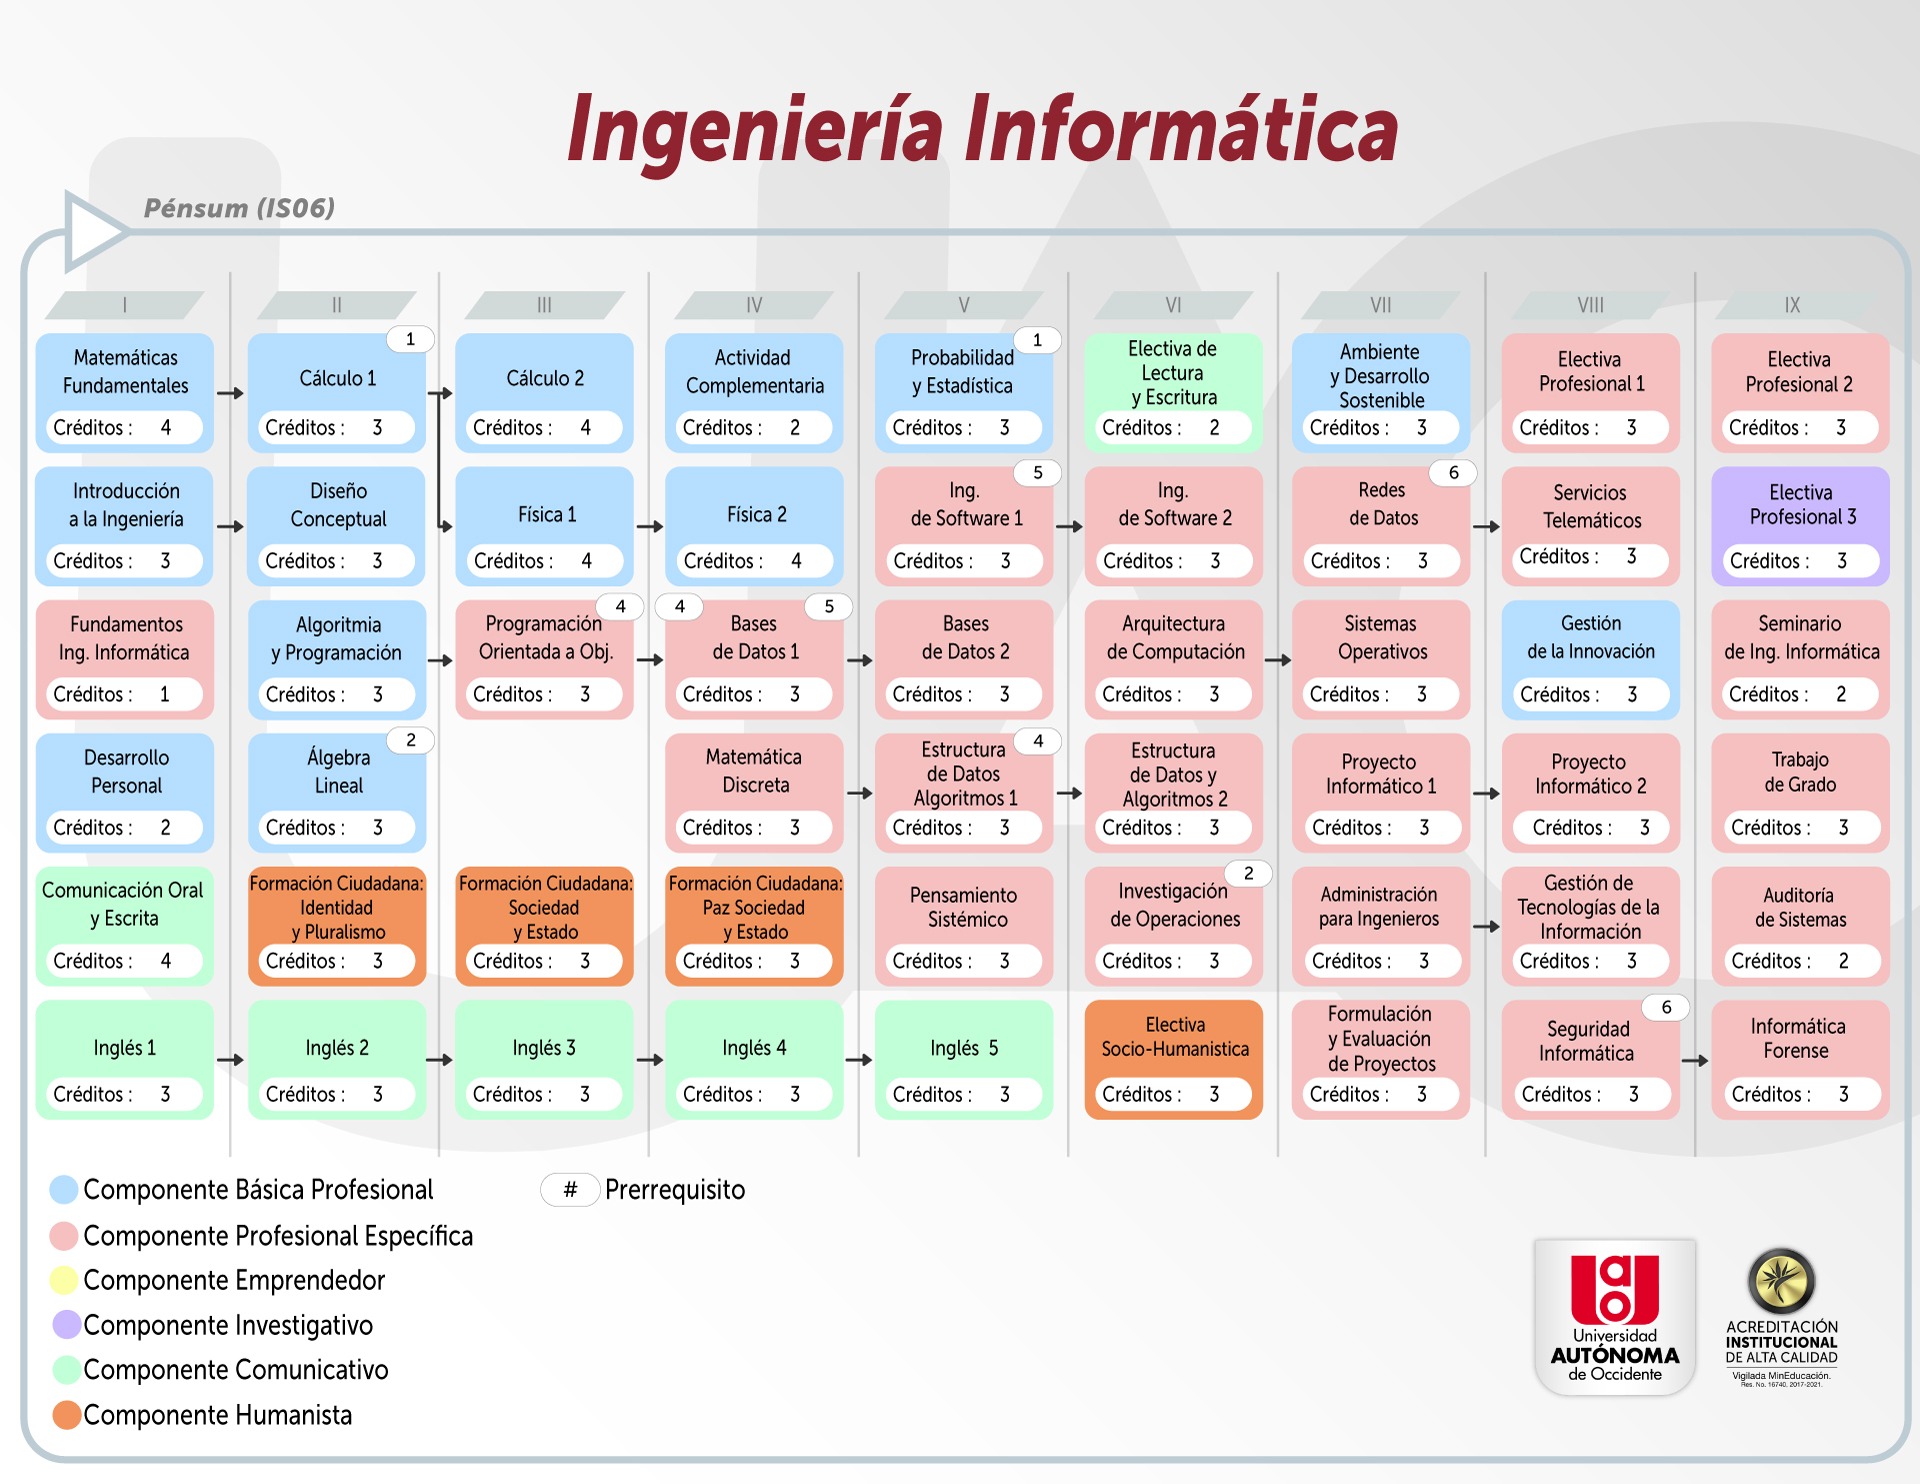 Ingeniería Informática
Pénsum (IS06)
I
II
III
IV
V
VI
VII
VIII
IX
Matemáticas
Fundamentales
Créditos : 4
1
Cálculo 1
Créditos : 3
Cálculo 2
Créditos : 4
Actividad
Complementaria
Créditos : 2
1
Probabilidad
y Estadística
Créditos : 3
Electiva de
Lectura
y Escritura
Créditos : 2
Ambiente
y Desarrollo
Sostenible
Créditos : 3
Electiva
Profesional 1
Créditos : 3
Electiva
Profesional 2
Créditos : 3
Introducción
a la Ingeniería
Créditos : 3
Diseño
Conceptual
Créditos : 3
Física 1
Créditos : 4
Física 2
Créditos : 4
5
Ing.
de Software 1
Créditos : 3
Ing.
de Software 2
Créditos : 3
6
Redes
de Datos
Créditos : 3
Servicios
Telemáticos
Créditos : 3
Electiva
Profesional 3
Créditos : 3
Fundamentos
Ing. Informática
Créditos : 1
Algoritmia
y Programación
Créditos : 3
4
Programación
Orientada a Obj.
Créditos : 3
4
5
Bases
de Datos 1
Créditos : 3
Bases
de Datos 2
Créditos : 3
Arquitectura
de Computación
Créditos : 3
Sistemas
Operativos
Créditos : 3
Gestión
de la Innovación
Créditos : 3
Seminario
de Ing. Informática
Créditos : 2
Desarrollo
Personal
Créditos : 2
2
Álgebra
Lineal
Créditos : 3
Matemática
Discreta
Créditos : 3
4
Estructura
de Datos
Algoritmos 1
Créditos : 3
Estructura
de Datos y
Algoritmos 2
Créditos : 3
Proyecto
Informático 1
Créditos : 3
Proyecto
Informático 2
Créditos : 3
Trabajo
de Grado
Créditos : 3
Comunicación Oral
y Escrita
Créditos : 4
Formación Ciudadana:
Identidad
y Pluralismo
Créditos : 3
Formación Ciudadana:
Sociedad
y Estado
Créditos : 3
Formación Ciudadana:
Paz Sociedad
y Estado
Créditos : 3
Pensamiento
Sistémico
Créditos : 3
2
Investigación
de Operaciones
Créditos : 3
Administración
para Ingenieros
Créditos : 3
Gestión de
Tecnologías de la
Información
Créditos : 3
Auditoría
de Sistemas
Créditos : 2
Inglés 1
Créditos : 3
Inglés 2
Créditos : 3
Inglés 3
Créditos : 3
Inglés 4
Créditos : 3
Inglés 5
Créditos : 3
Electiva
Socio-Humanistica
Créditos : 3
Formulación
y Evaluación
de Proyectos
Créditos : 3
6
Seguridad
Informática
Créditos : 3
Informática
Forense
Créditos : 3
Componente Básica Profesional
# Prerrequisito
Componente Profesional Específica
Componente Emprendedor
Componente Investigativo
Componente Comunicativo
Componente Humanista
uao
Universidad
AUTÓNOMA
de Occidente
ACREDITACIÓN
INSTITUCIONAL
DE ALTA CALIDAD
Vigilada MinEducación.
Res. No. 16740, 2017-2021.